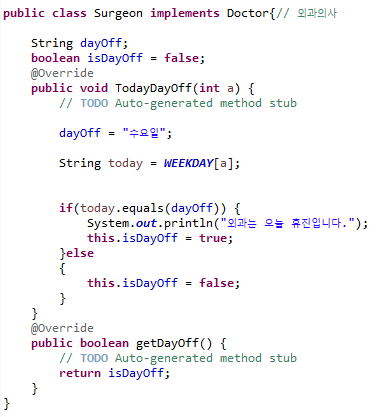 public class Surgeon implements Doctor{// 외과의사
String dayOff;
boolean isDayOff = false;
@Override
public void TodayDayOff(int a) {
// TODO Auto-generated method stub
dayOff = "수요일";
String today = WEEKDAY[a];
if(today.equals(dayOff)) {
System.out.println("외과는 오늘 휴진입니다.");
this.isDayOff = true;
}else
{
this.isDayOff = false;
}
}
@Override
public boolean getDayOff() {
// TODO Auto-generated method stub
return isDayOff;
}
}